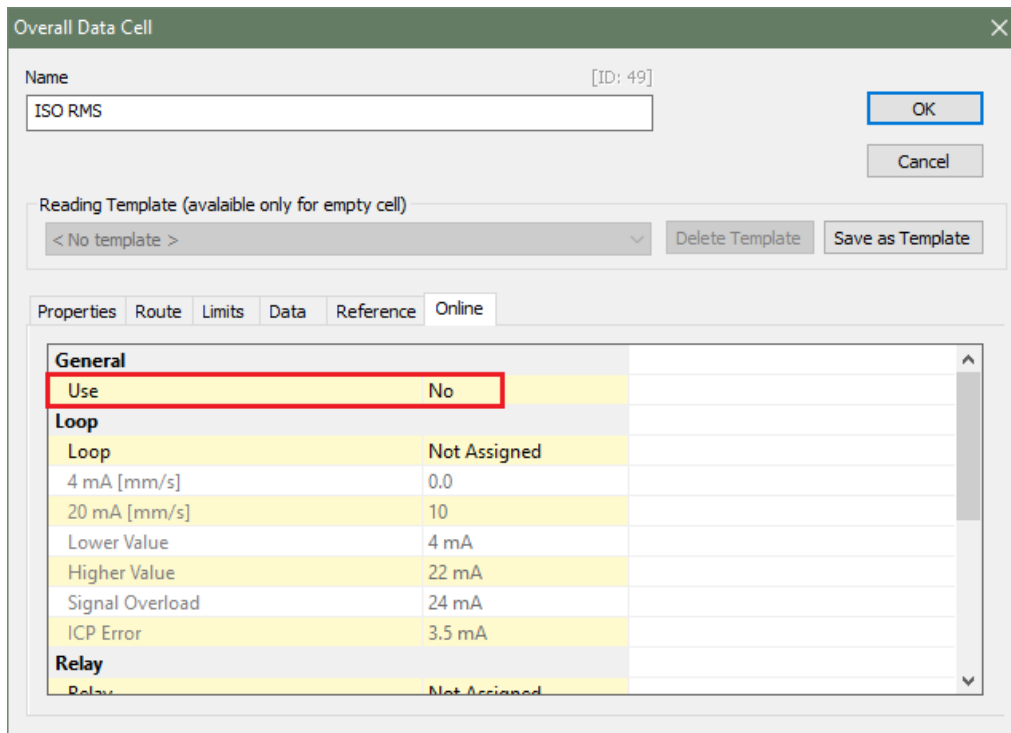 Overall Data Cell
Name [ID: 49]
ISO RMS
OK
Cancel
Reading Template (avalaible only for empty cell)
< No template > Delete Template Save as Template
Properties Route Limits Data Reference Online
General
Use No
Loop
Loop Not Assigned
4 mA [mm/s] 0.0
20 mA [mm/s] 10
Lower Value 4 mA
Higher Value 22 mA
Signal Overload 24 mA
ICP Error 3.5 mA
Relay
Relay Not Assigned